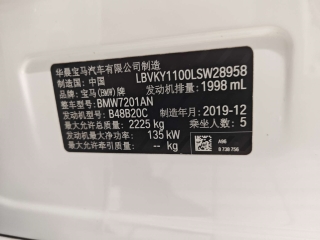 华晨宝马汽车有限公司制造
制造国：中国 LBVKY1100LSW28958
品牌：宝马(BMW)牌 发动机排量：1998 mL
整车型号：BMW7201AN
发动机型号：B48B20C 制造年月：2019-12
最大允许总质量：2225 kg 乘坐人数：5
发动机最大净功率：135 kW
最大允许牵引质量：-- kg
A96
8 738 756